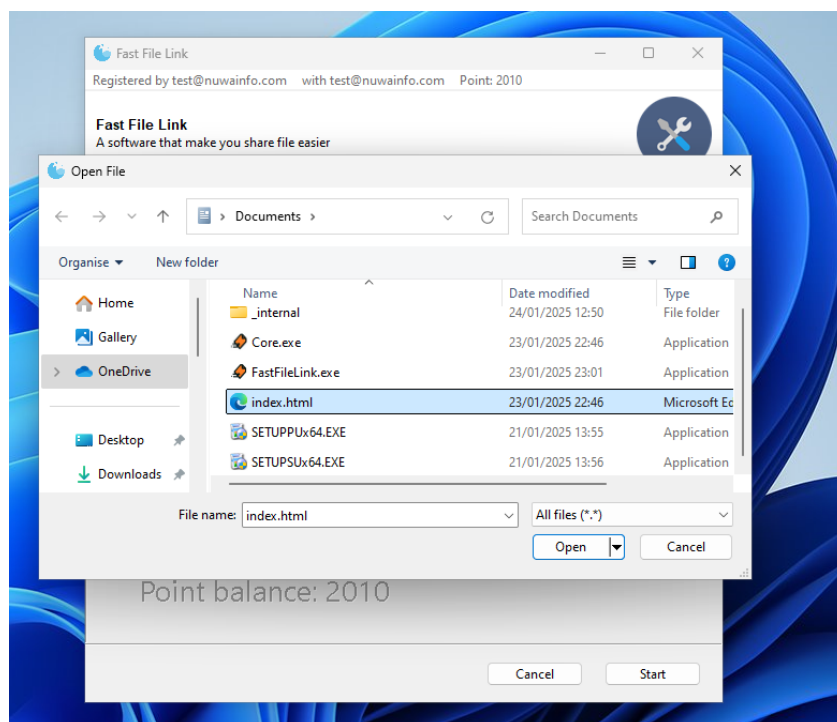 Fast File Link
Registered by test@nuwainfo.com with test@nuwainfo.com Point: 2010
Fast File Link
A software that make you share file easier
Open File
Documents
Search Documents
Organise New folder
Name Date modified Type
Home
Gallery
OneDrive
Desktop
Downloads
_internal 24/01/2025 12:50 File folder
Core.exe 23/01/2025 22:46 Application
FastFileLink.exe 23/01/2025 23:01 Application
index.html 23/01/2025 22:46 Microsoft Ed
SETUPPUx64.EXE 21/01/2025 13:55 Application
SETUPSUx64.EXE 21/01/2025 13:56 Application
File name: index.html All files (*.*)
Open Cancel
Point balance: 2010
Cancel Start